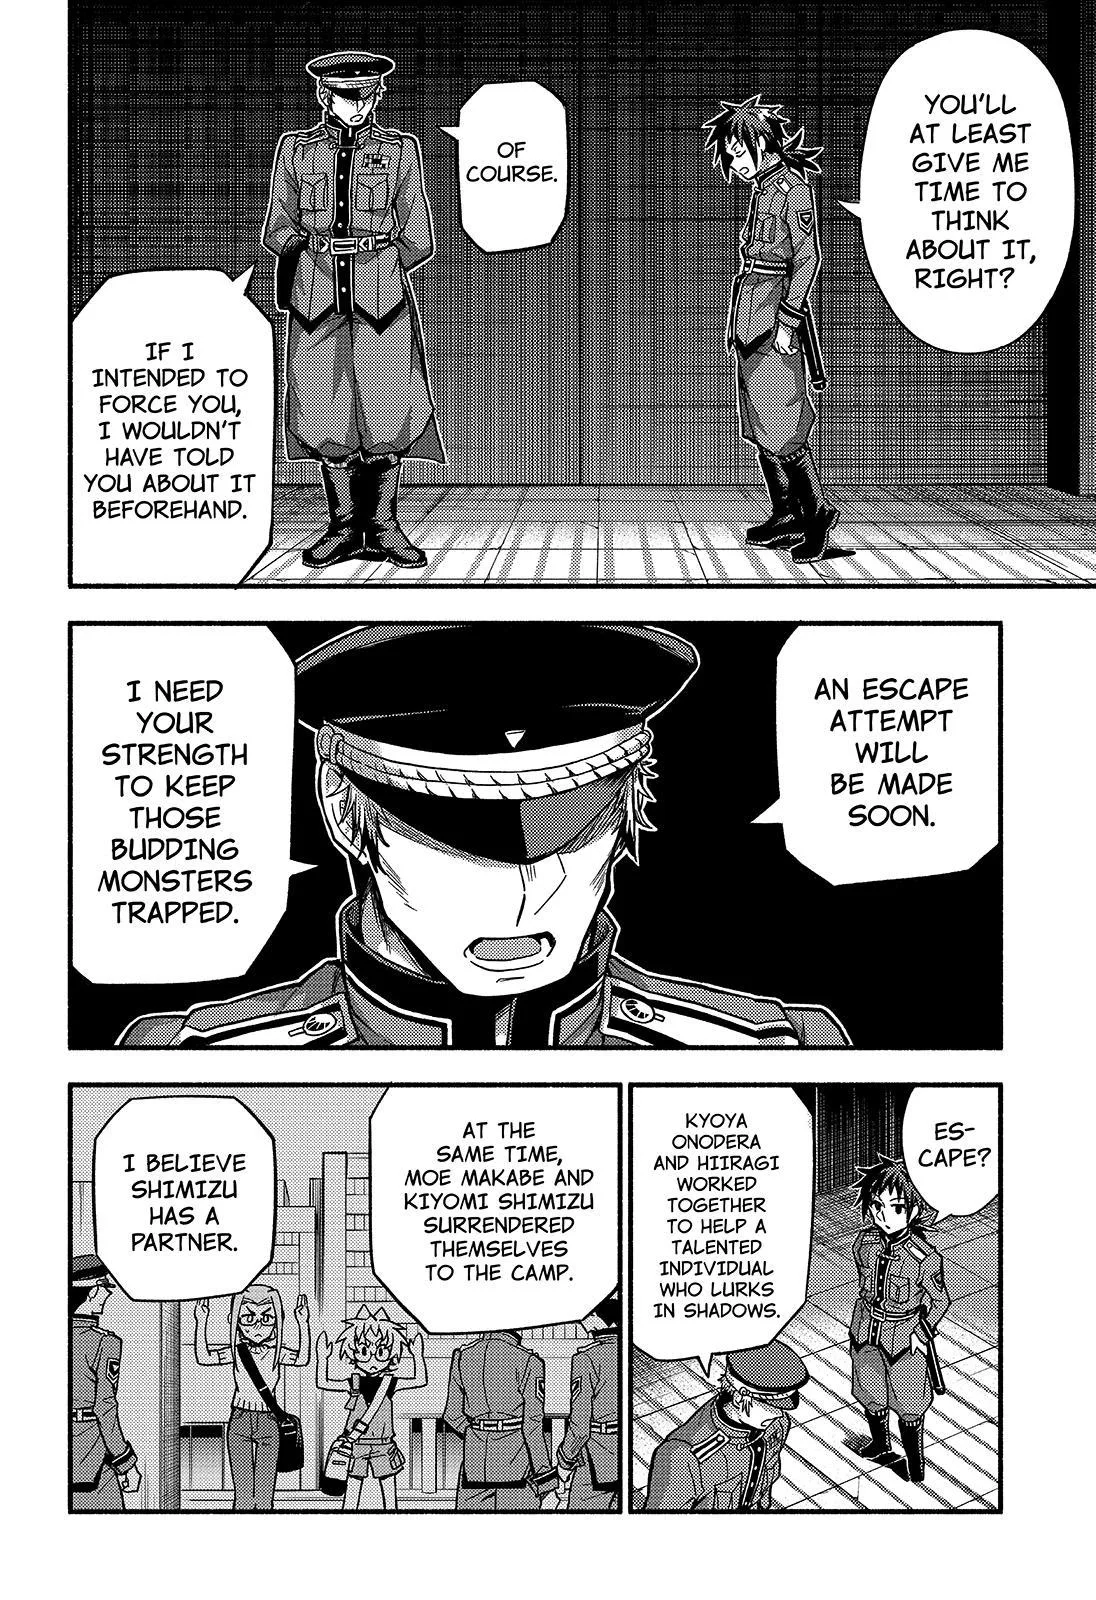 YOU'LL
AT LEAST
GIVE ME
TIME TO
THINK
ABOUT IT,
RIGHT?
OF
COURSE.
IF I
INTENDED TO
FORCE YOU,
I WOULDN'T
HAVE TOLD
YOU ABOUT IT
BEFOREHAND.
AN ESCAPE
ATTEMPT
WILL
BE MADE
SOON.
I NEED
YOUR
STRENGTH
TO KEEP
THOSE
BUDDING
MONSTERS
TRAPPED.
ES-
CAPE?
KYOYA
ONODERA
AND HIIRAGI
WORKED
TOGETHER
TO HELP A
TALENTED
INDIVIDUAL
WHO LURKS
IN SHADOWS.
AT THE
SAME TIME,
MOE MAKABE AND
KIYOMI SHIMIZU
SURRENDERED
THEMSELVES
TO THE CAMP.
I BELIEVE
SHIMIZU
HAS A
PARTNER.